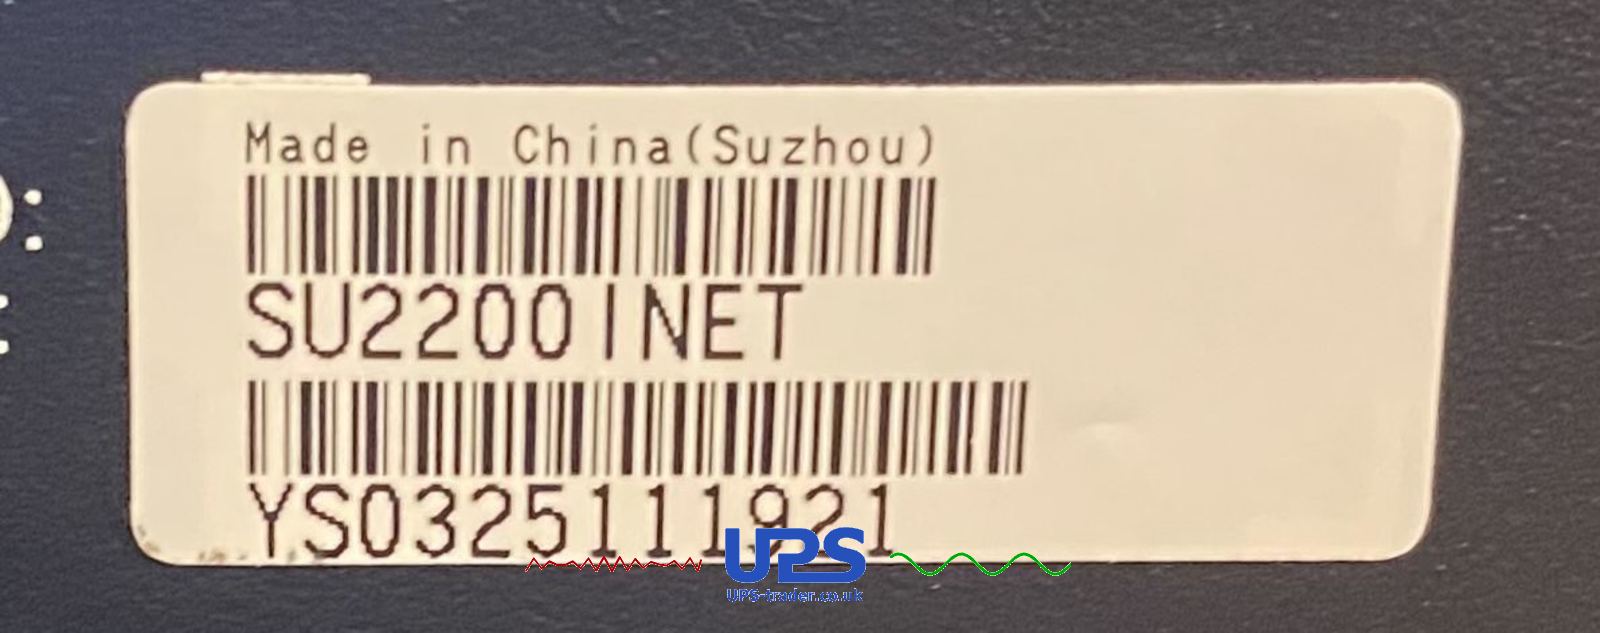 Made in China(Suzhou)
SU2200INET
YS0325111921
UPS
UPS-trader.co.uk